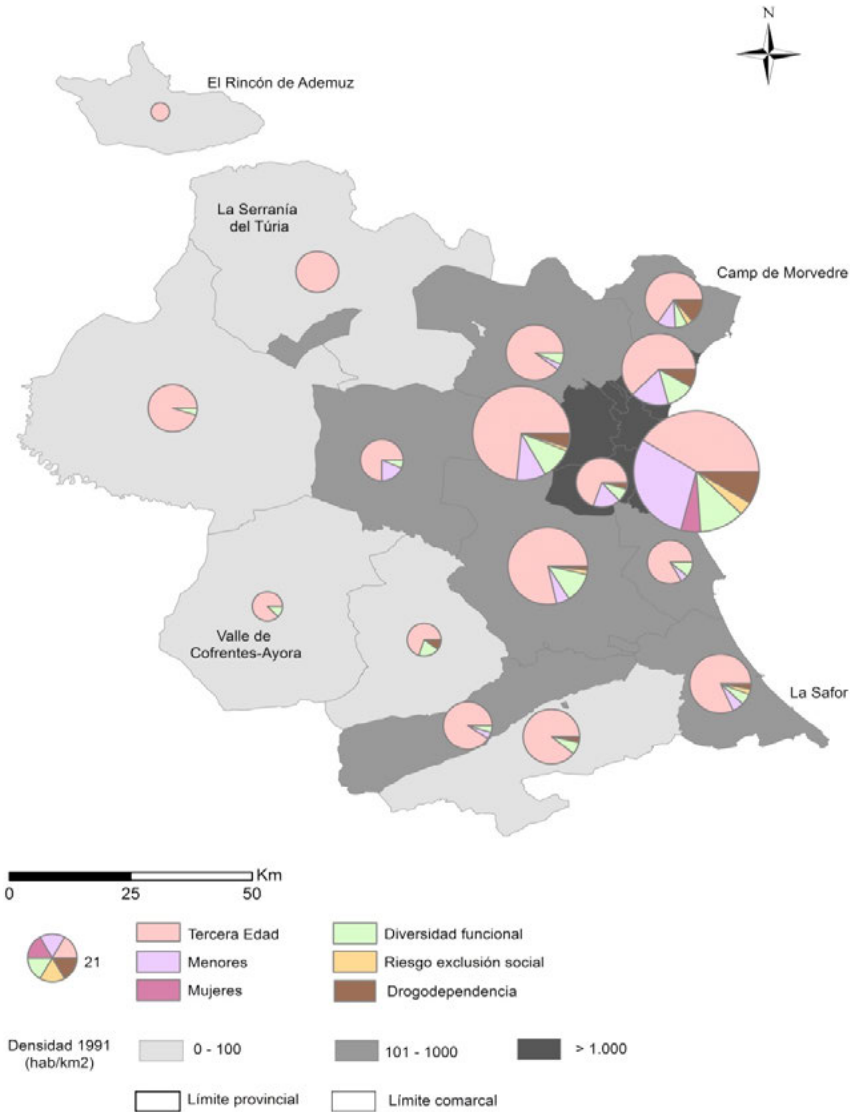 N
El Rincón de Ademuz
La Serranía
del Túria
Camp de Morvedre
Valle de
Cofrentes-Ayora
La Safor
Km
0 25 50
21
Tercera Edad
Diversidad funcional
Menores
Riesgo exclusión social
Mujeres
Drogodependencia
Densidad 1991
(hab/km2)
0 - 100
101 - 1000
> 1.000
Límite provincial
Límite comarcal